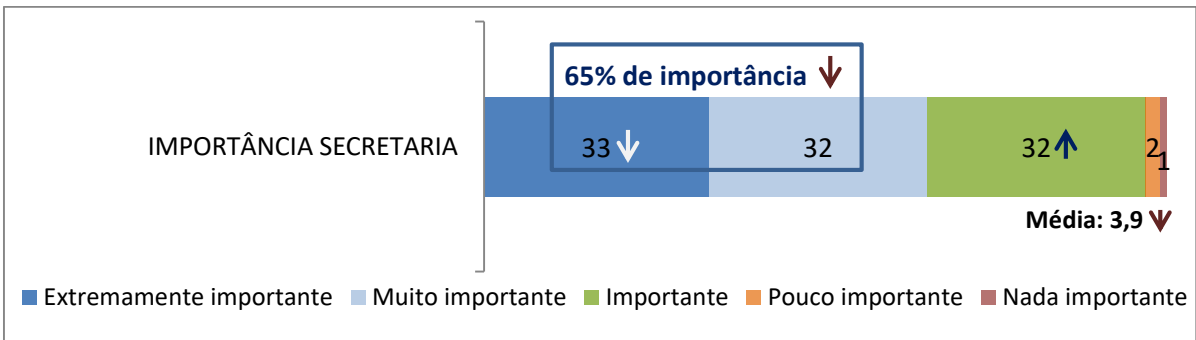 65% de importância
IMPORTÂNCIA SECRETARIA 33 32 32 2 1
Média: 3,9
Extremamente importante Muito importante Importante Pouco importante Nada importante